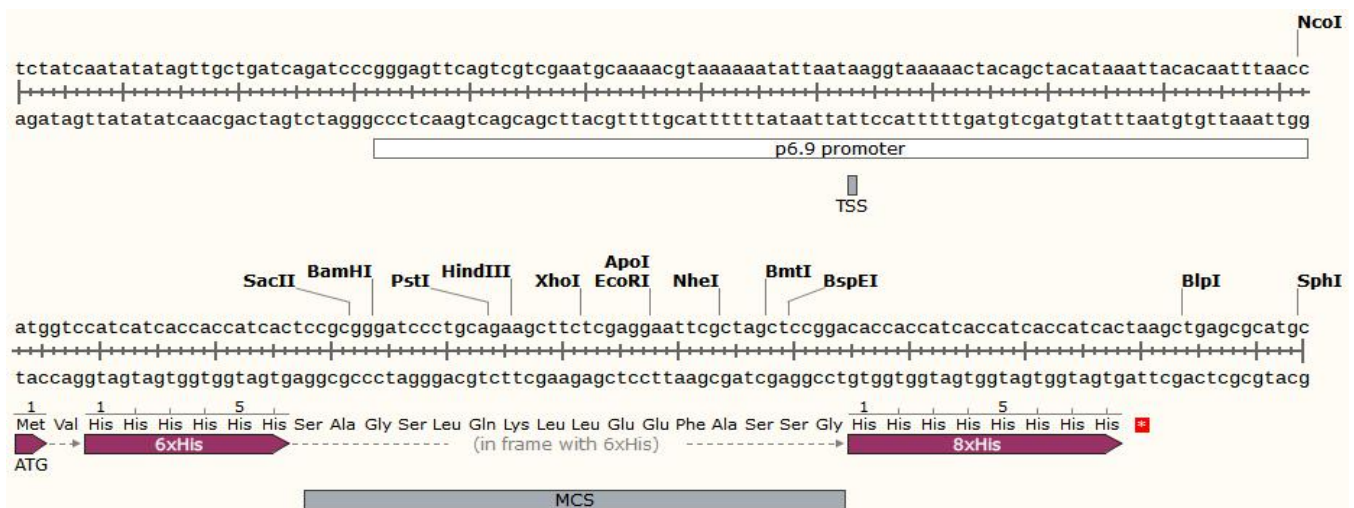 NcoI
tctatcaatatatagttgctgatcagatcccgggagttcagtcgtcgaatgcaaaacgtaaaaaatattaataaggtaaaaactacagctacataaattacacaatttaacc
agatagttatatatcaacgactagtctagggccctcaagtcagcagcttacgttttgcattttttataattattccatttttgatgtcgatgtatttaatgtgttaaattgg
p6.9 promoter
TSS
ApoI
SacII BamHI PstI HindIII XhoI EcoRI NheI BmtI BspEI BlpI SphI
atggtccatcatcaccaccatcactccgcgggatccctgcagaagcttctcgaggaattcgctagctccggacaccaccatcaccatcaccatcactaagctgagcgcatgc
taccaggtagtagtggtggtagtgaggcgccctagggacgtcttcgaagagctccttaagcgatcgaggcctgtggtggtagtggtagtggtagtgattcgactcgcgtacg
1 1 5 1 5
Met Val His His His His His His Ser Ala Gly Ser Leu Gln Lys Leu Leu Glu Glu Phe Ala Ser Ser Gly His His His His His His His His *
6xHis (in frame with 6xHis) 8xHis
ATG
MCS